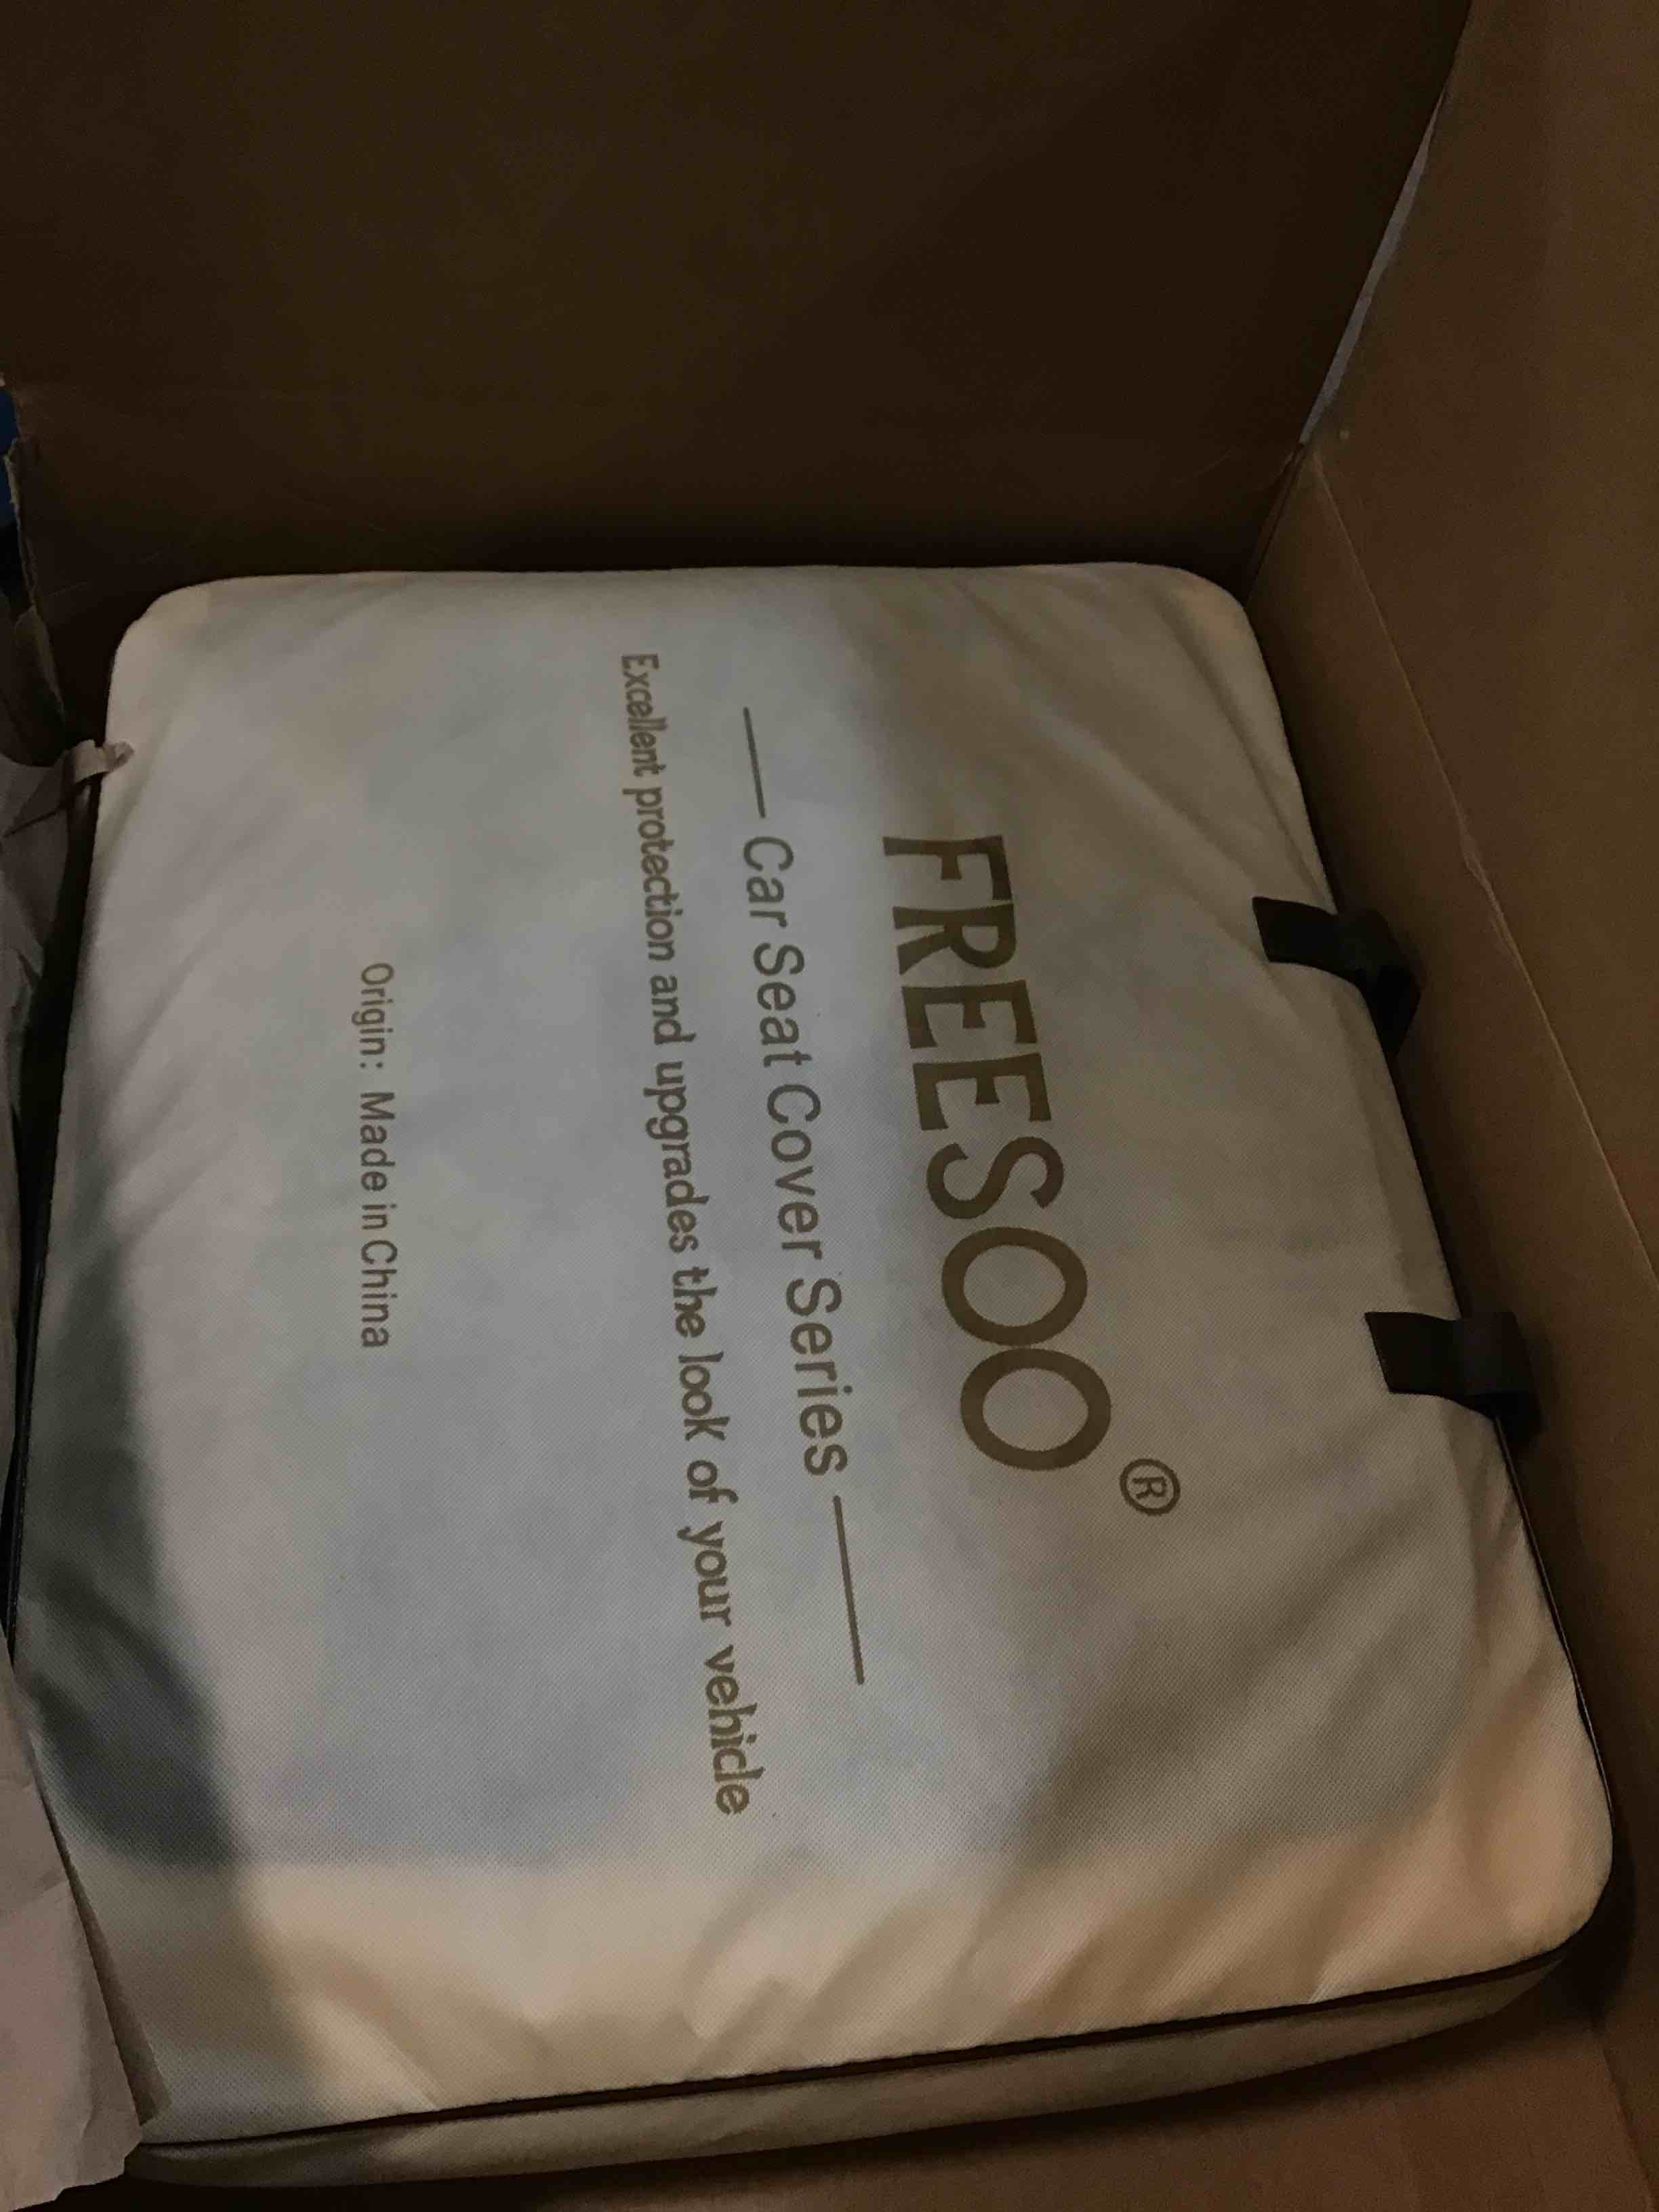 FREESOO®
Car Seat Cover Series
Excellent protection and upgrades the look of your vehicle
Origin: Made in China